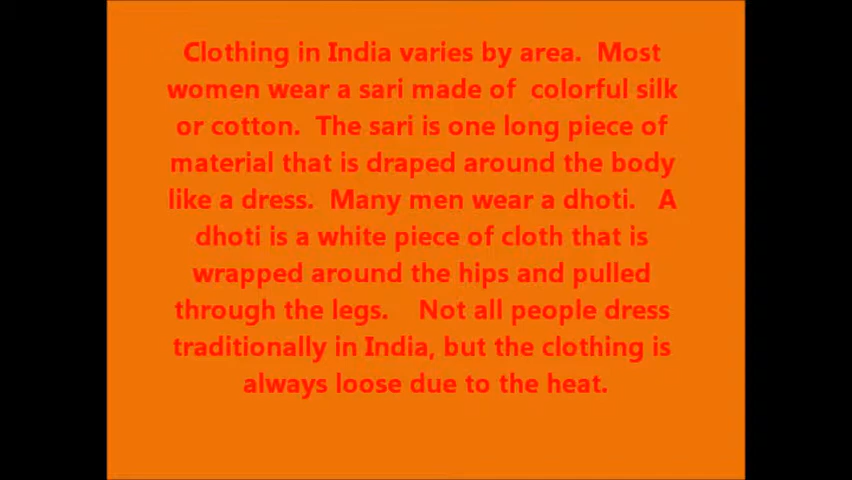 Clothing in India varies by area.  Most
women wear a sari made of  colorful silk
or cotton.  The sari is one long piece of
material that is draped around the body
like a dress.  Many men wear a dhoti.   A
dhoti is a white piece of cloth that is
wrapped around the hips and pulled
through the legs.    Not all people dress
traditionally in India, but the clothing is
always loose due to the heat.